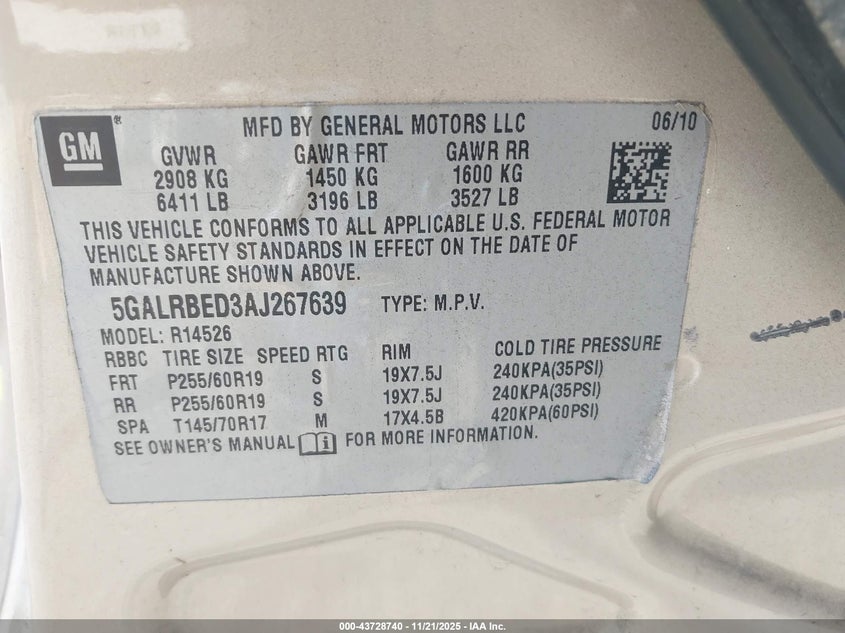 GM® MFD BY GENERAL MOTORS LLC 06/10
GVWR GAWR FRT GAWR RR
2908 KG 1450 KG 1600 KG
6411 LB 3196 LB 3527 LB
THIS VEHICLE CONFORMS TO ALL APPLICABLE U.S. FEDERAL MOTOR
VEHICLE SAFETY STANDARDS IN EFFECT ON THE DATE OF
MANUFACTURE SHOWN ABOVE.
5GALRBED3AJ267639 TYPE: M.P.V.
MODEL: R14526
RBBC TIRE SIZE SPEED RTG RIM COLD TIRE PRESSURE
FRT P255/60R19 S 19X7.5J 240KPA(35PSI)
RR P255/60R19 S 19X7.5J 240KPA(35PSI)
SPA T145/70R17 M 17X4.5B 420KPA(60PSI)
SEE OWNER'S MANUAL i FOR MORE INFORMATION.
000-43728740 - 11/21/2025 - IAA Inc.